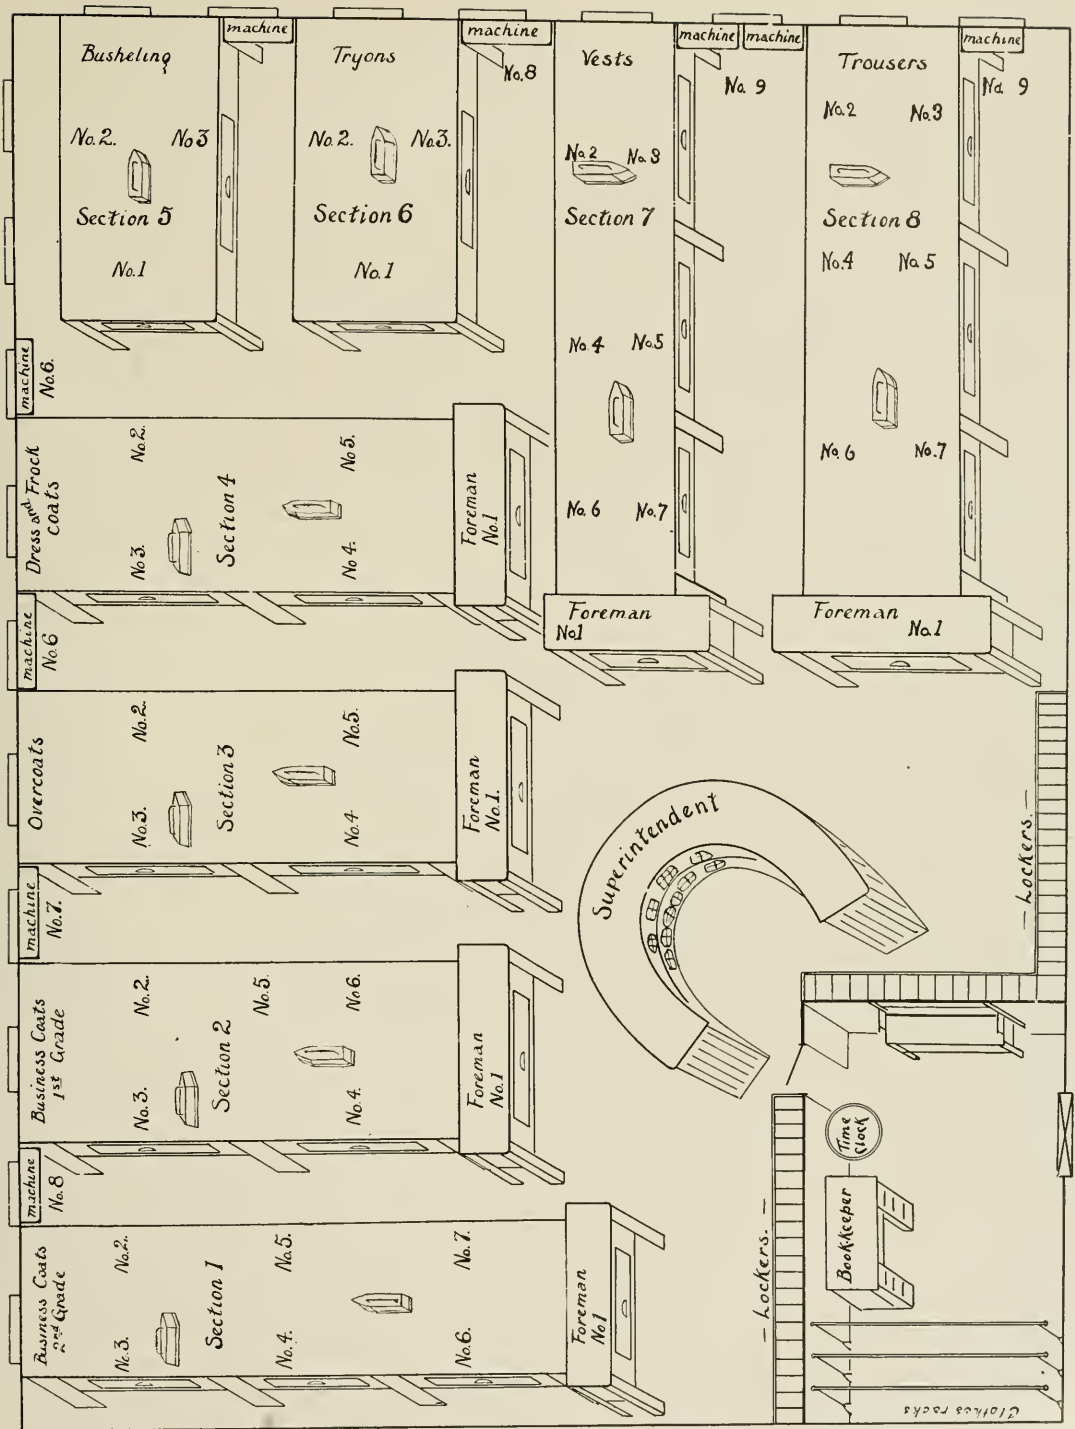 machine
machine
machine
machine
machine
Busheling
No.2.
No 3
Section 5
No.1
Tryons
No.2.
No.3.
Section 6
No.1
No.8
Vests
No.2
No.3
Section 7
No.4
No.5
No.6
No.7
Foreman
No1
No. 9
Trousers
No.2
No.3
Section 8
No.4
No.5
No.6
No.7
Foreman
No.1
No. 9
machine
No.6.
Dress and Frock
Coats
No.2.
No.3.
Section 4
No 5.
No 4.
Foreman
No.1
machine
No.6
Overcoats
No.2.
No.3.
Section 3
No.5.
No.4
Foreman
No.1.
machine
No.7.
Business Coats
1st Grade
No.2.
No.3.
Section 2
No.5.
No 6.
No.4.
Foreman
No.1
machine
No.8
Business Coats
2nd Grade
No.2.
No.3.
Section 1
No.5.
No.4.
No.7.
No.6.
Foreman
No 1
Superintendent
Lockers.
Lockers.
Time
Clock
Bookkeeper
Clothes racks